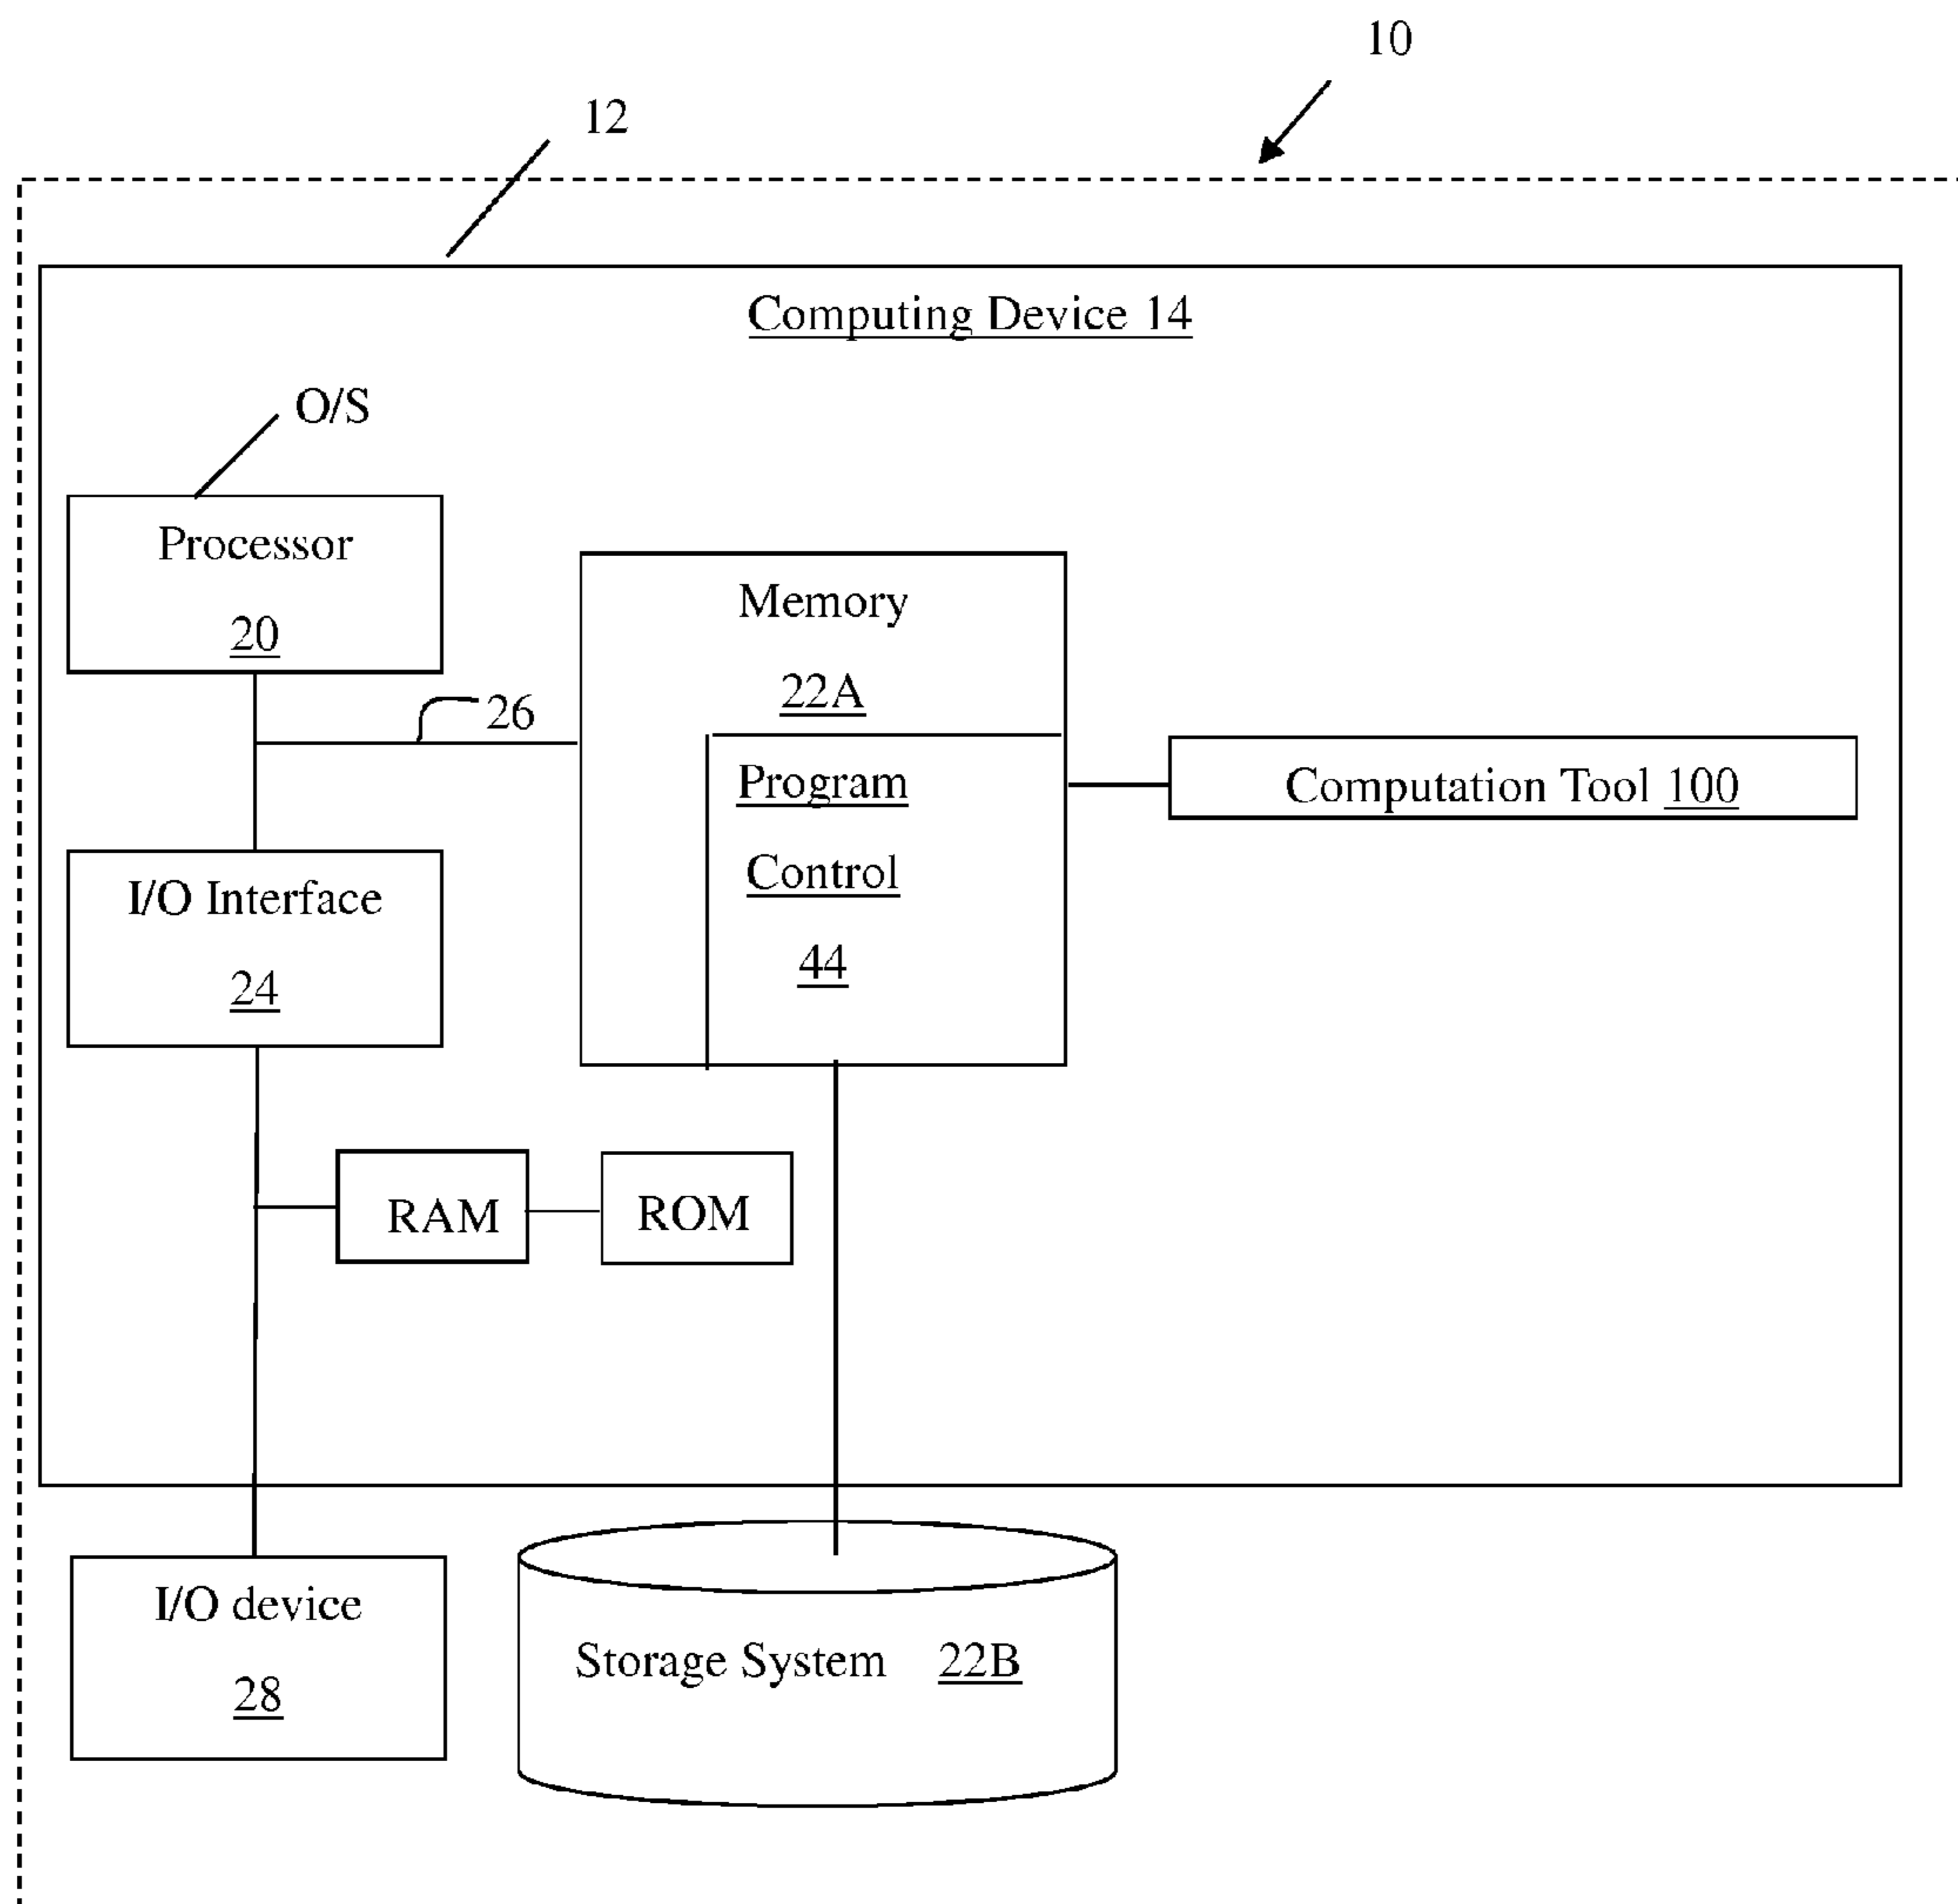 10
12
Computing Device 14
O/S
Processor
20
26
Memory
22A
Program
Control
44
Computation Tool 100
I/O Interface
24
RAM
ROM
I/O device
28
Storage System 22B